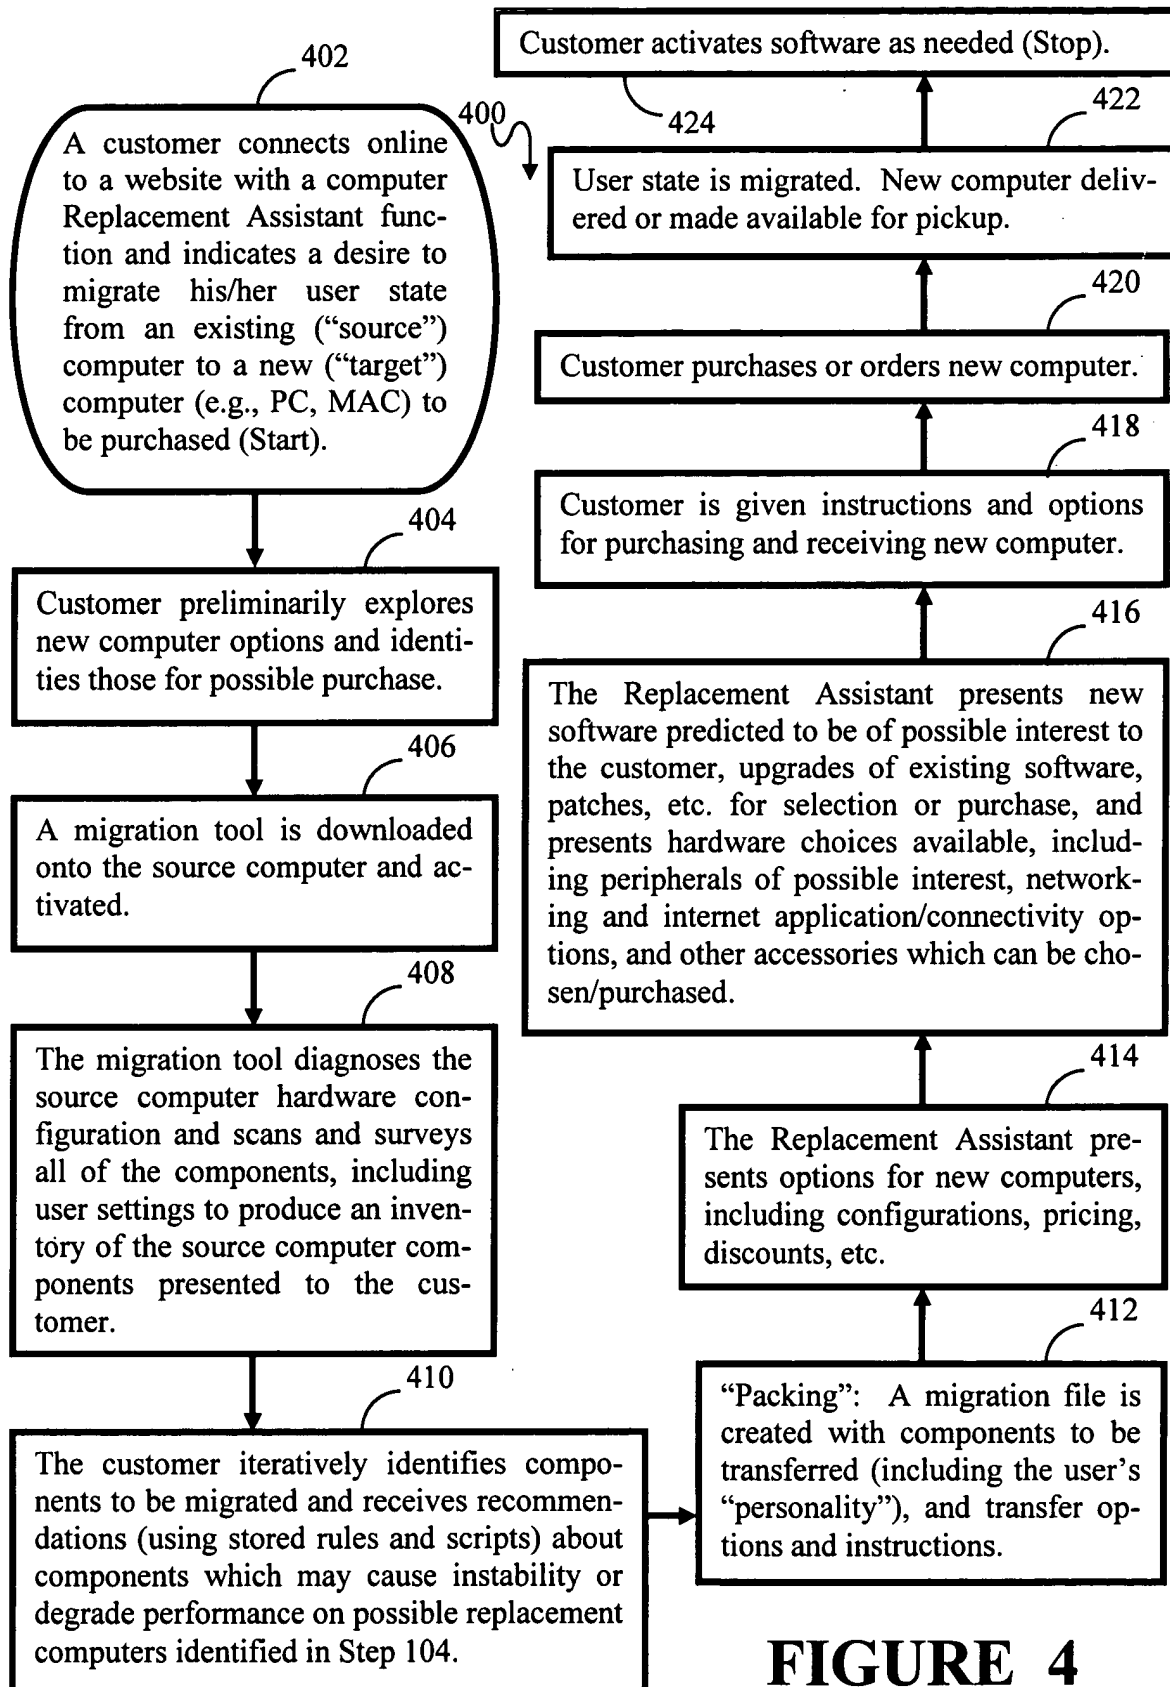 402
A customer connects online
to a website with a computer
Replacement Assistant func-
tion and indicates a desire to
migrate his/her user state
from an existing (“source”)
computer to a new (“target”)
computer (e.g., PC, MAC) to
be purchased (Start).
404
Customer preliminarily explores
new computer options and identi-
ties those for possible purchase.
406
A migration tool is downloaded
onto the source computer and ac-
tivated.
408
The migration tool diagnoses the
source computer hardware con-
figuration and scans and surveys
all of the components, including
user settings to produce an inven-
tory of the source computer com-
ponents presented to the cus-
tomer.
410
The customer iteratively identifies compo-
nents to be migrated and receives recommen-
dations (using stored rules and scripts) about
components which may cause instability or
degrade performance on possible replacement
computers identified in Step 104.
412
“Packing”: A migration file is
created with components to be
transferred (including the user’s
“personality”), and transfer op-
tions and instructions.
414
The Replacement Assistant pre-
sents options for new computers,
including configurations, pricing,
discounts, etc.
416
The Replacement Assistant presents new
software predicted to be of possible interest to
the customer, upgrades of existing software,
patches, etc. for selection or purchase, and
presents hardware choices available, includ-
ing peripherals of possible interest, network-
ing and internet application/connectivity op-
tions, and other accessories which can be cho-
sen/purchased.
418
Customer is given instructions and options
for purchasing and receiving new computer.
420
Customer purchases or orders new computer.
422
User state is migrated. New computer deliv-
ered or made available for pickup.
424
Customer activates software as needed (Stop).
400
FIGURE 4